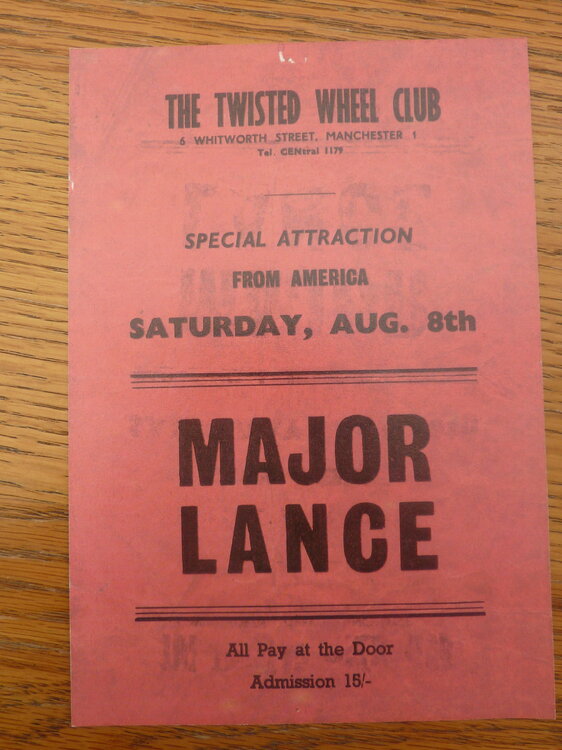 THE TWISTED WHEEL CLUB
6 WHITWORTH STREET, MANCHESTER 1
Tel. CENtral 1179
SPECIAL ATTRACTION
FROM AMERICA
SATURDAY, AUG. 8th
MAJOR
LANCE
All Pay at the Door
Admission 15/-